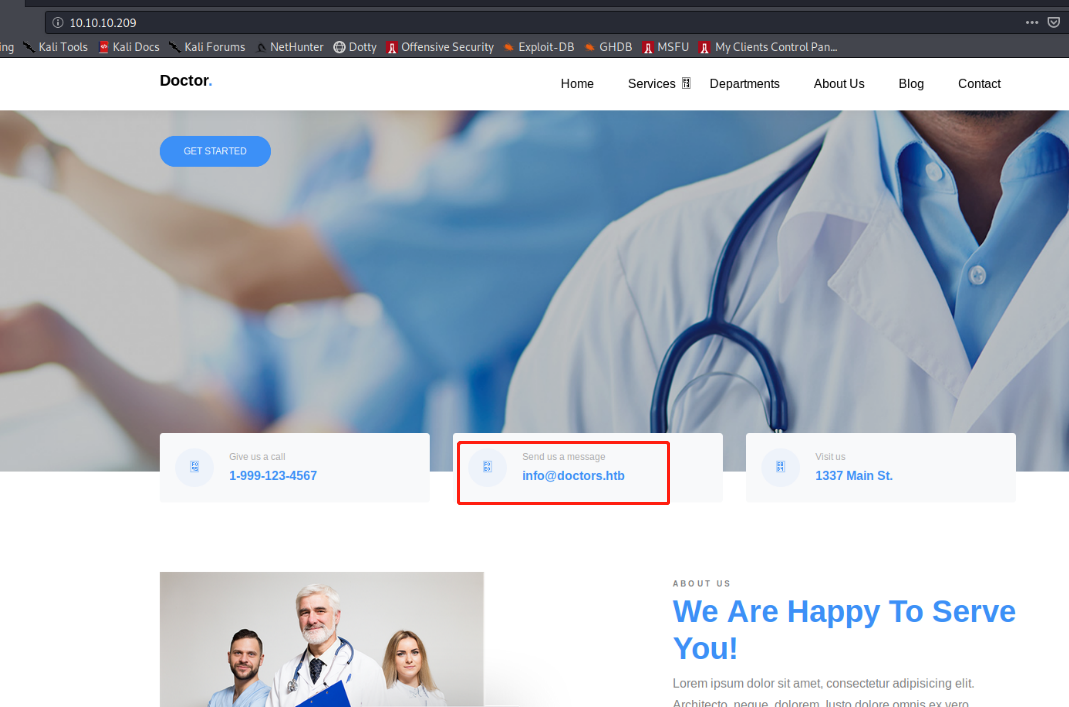 10.10.10.209
ing Kali Tools Kali Docs Kali Forums NetHunter Dotty Offensive Security Exploit-DB GHDB MSFU My Clients Control Pan...
Doctor.
Home Services Departments About Us Blog Contact
GET STARTED
Give us a call
1-999-123-4567
Send us a message
info@doctors.htb
Visit us
1337 Main St.
ABOUT US
We Are Happy To Serve
You!
Lorem ipsum dolor sit amet, consectetur adipisicing elit.
Architecto, neque, dolorem. Iusto dolore omnis ex vero